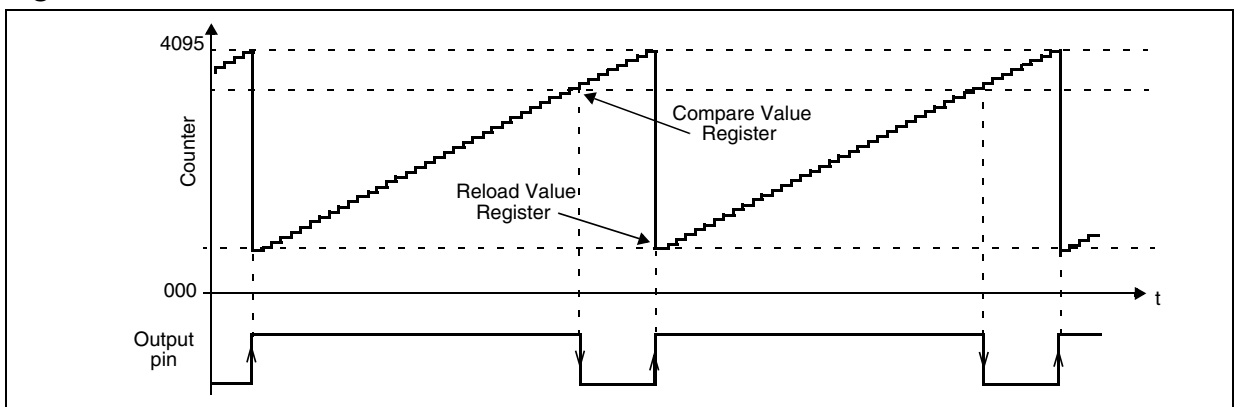 4095
Counter
Compare Value
Register
Reload Value
Register
000
t
Output
pin